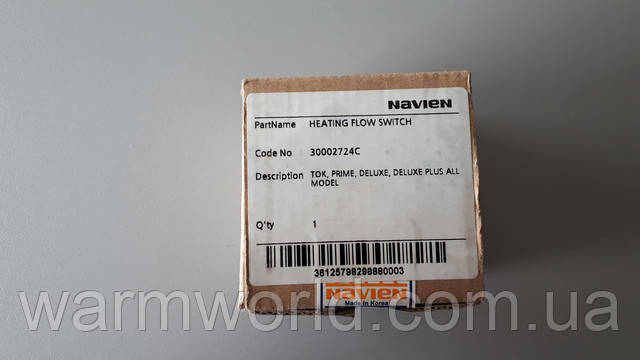 NAVIEN
PartName HEATING FLOW SWITCH
Code No 30002724C
Description TOK, PRIME, DELUXE, DELUXE PLUS ALL
MODEL
Q'ty 1
36125798298880003
NAVIEN
Made In Korea
warmworld.com.ua